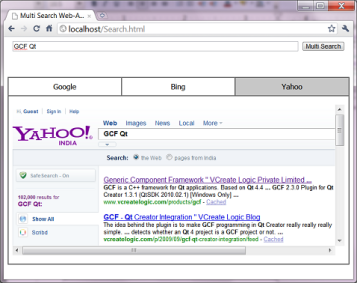 Multi Search Web-A...
localhost/Search.html
GCF Qt
Multi Search
Google
Bing
Yahoo
Hi, Guest | Sign In | Help
Web Images News Local More
YAHOO!
INDIA
GCF Qt
Search: the Web pages from India
SafeSearch - On
102,000 results for
GCF Qt:
Show All
Scribd
Generic Component Framework " VCreate Logic Private Limited ...
GCF is a C++ framework for Qt applications. Based on Qt 4.4 ... GCF 2.3.0 Plugin for Qt
Creator 1.3.1 (QtSDK 2010.02.1) [Windows Only] ...
www.vcreatelogic.com/products/gcf - Cached
GCF - Qt Creator Integration " VCreate Logic Blog
The idea behind the plugin is to make GCF programming in Qt Creator really really really
simple. ... detects whether an Qt 4 project is a GCF project or not. ...
vcreatelogic.com/p/2009/09/gcf-qt-creator-integration/feed - Cached